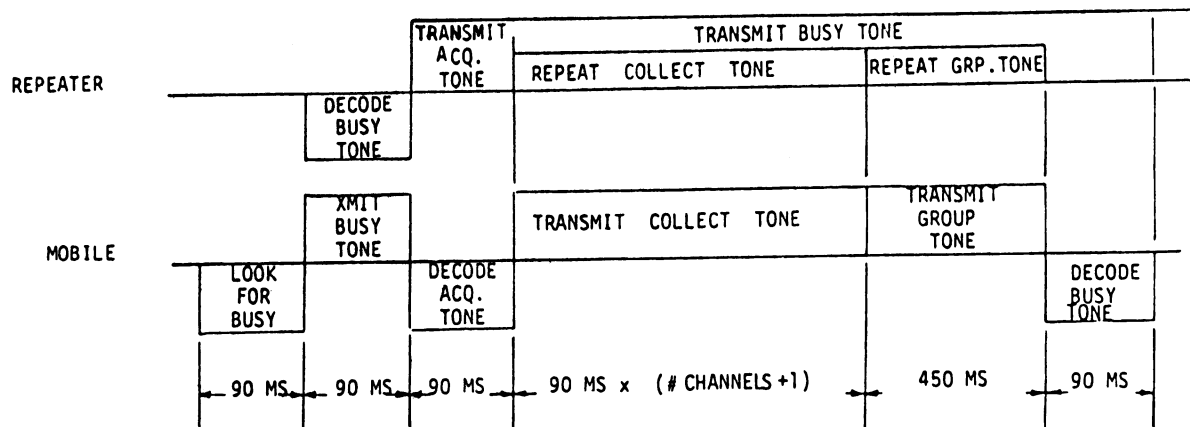 TRANSMIT
ACQ.
TONE
TRANSMIT BUSY TONE
REPEAT COLLECT TONE
REPEAT GRP.TONE
REPEATER
DECODE
BUSY
TONE
XMIT
BUSY
TONE
TRANSMIT COLLECT TONE
TRANSMIT
GROUP
TONE
MOBILE
LOOK
FOR
BUSY
DECODE
ACQ.
TONE
DECODE
BUSY
TONE
90 MS
90 MS
90 MS
90 MS x (# CHANNELS +1)
450 MS
90 MS